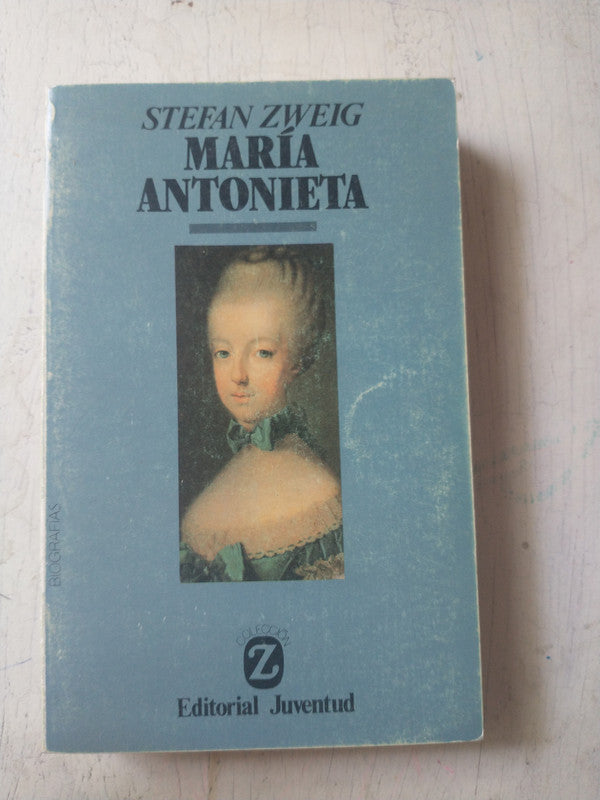 STEFAN ZWEIG
MARÍA
ANTONIETA
BIOGRAFÍAS
COLECCIÓN
Z
Editorial Juventud